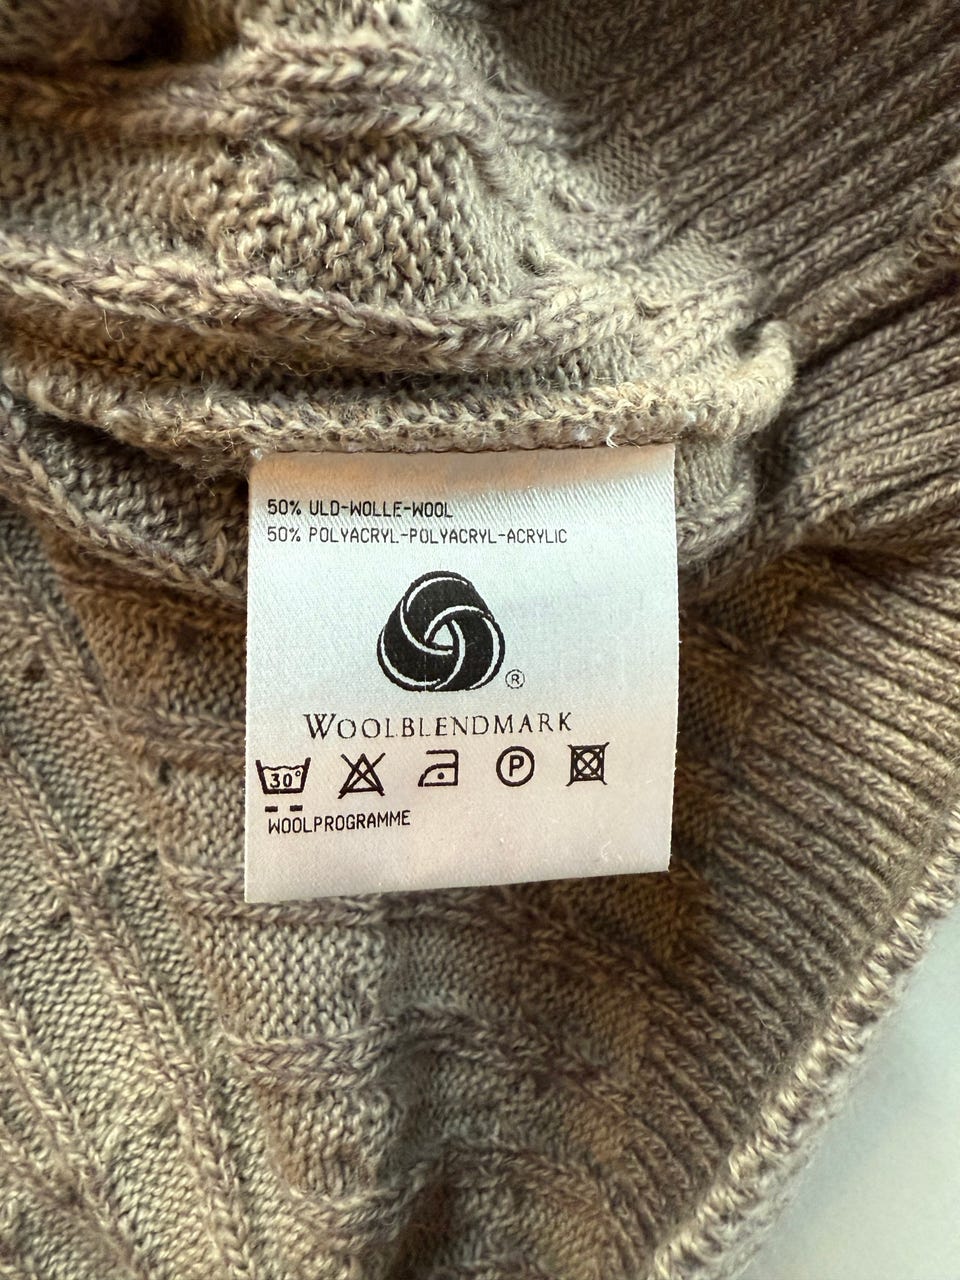 50% ULD-WOLLE-WOOL
50% POLYACRYL-POLYACRYL-ACRYLIC
®
WOOLBLENDMARK
30° P
WOOLPROGRAMME